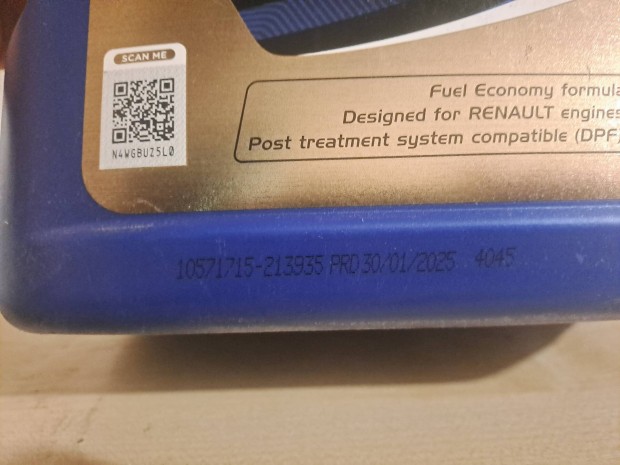 SCAN ME
N4WGBUZ5L0
Fuel Economy formula
Designed for RENAULT engines
Post treatment system compatible (DPF)
10571715-213935 PRD 30/01/2025 4045